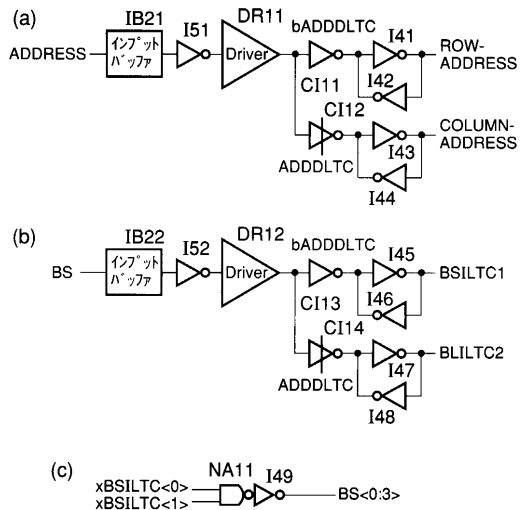 (a)
IB21
I51
DR11
bADDDLTC
I41
ADDRESS
インプット
バッファ
Driver
ROW-
ADDRESS
I42
CI11
CI12
COLUMN-
ADDRESS
I43
ADDDLTC
I44
(b)
IB22
I52
DR12
bADDDLTC
I45
BS
インプット
バッファ
Driver
BSILTC1
I46
CI13
CI14
BLILTC2
I47
ADDDLTC
I48
(c)
NA11
I49
xBSILTC<0>
xBSILTC<1>
BS<0:3>